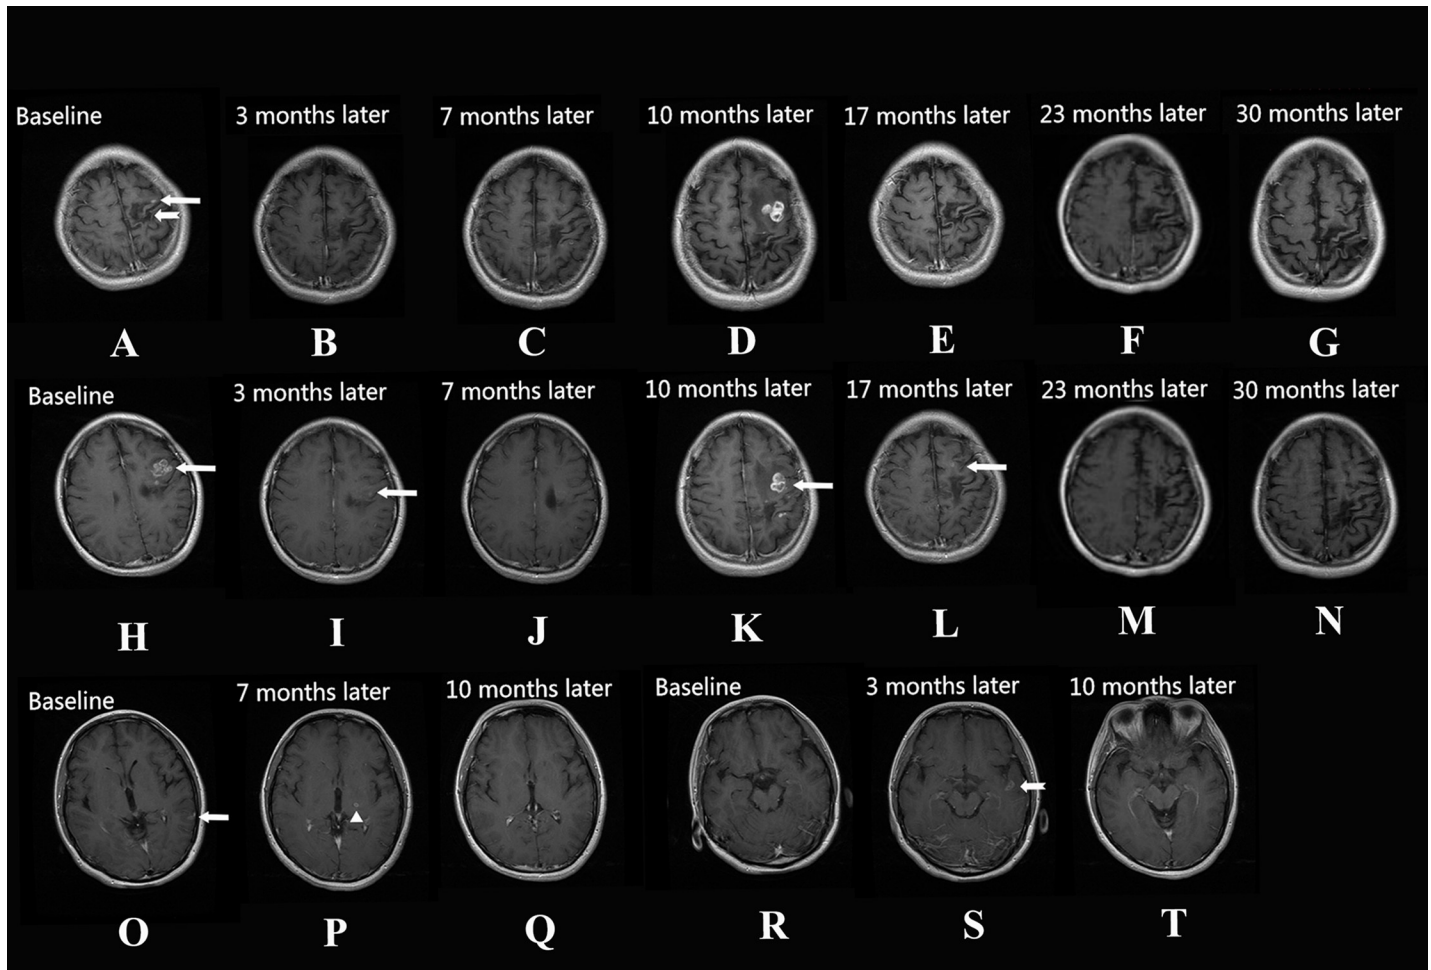 Baseline 3 months later 7 months later 10 months later 17 months later 23 months later 30 months later
A B C D E F G
Baseline 3 months later 7 months later 10 months later 17 months later 23 months later 30 months later
H I J K L M N
Baseline 7 months later 10 months later Baseline 3 months later 10 months later
O P Q R S T